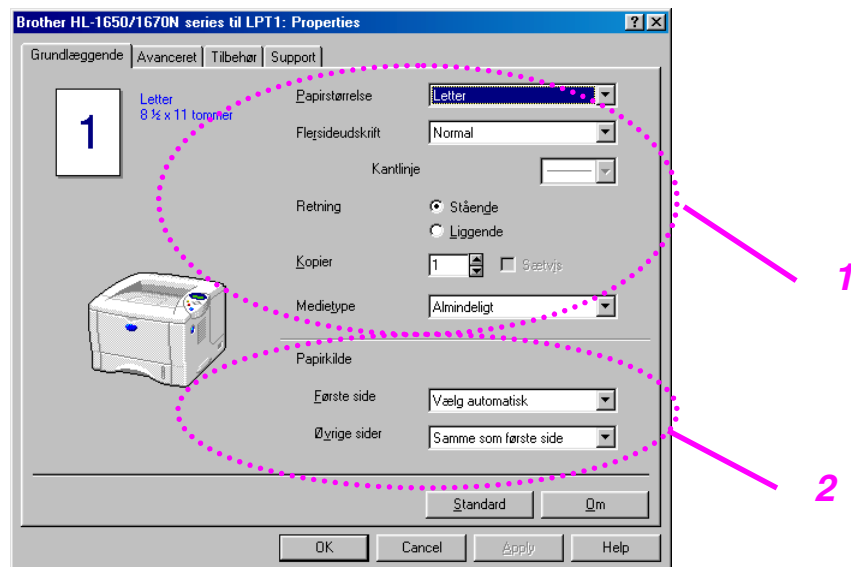 Brother HL-1650/1670N series til LPT1: Properties
Grundlæggende Avanceret Tilbehør Support
1
Letter
8 ½ x 11 tommer
Papirstørrelse Letter
Flersideudskrift Normal
Kantlinje
Retning Stående
Liggende
Kopier 1 Sætvis
Medietype Almindeligt
1
Papirkilde
Første side Vælg automatisk
Øvrige sider Samme som første side
2
Standard Om
OK Cancel Apply Help